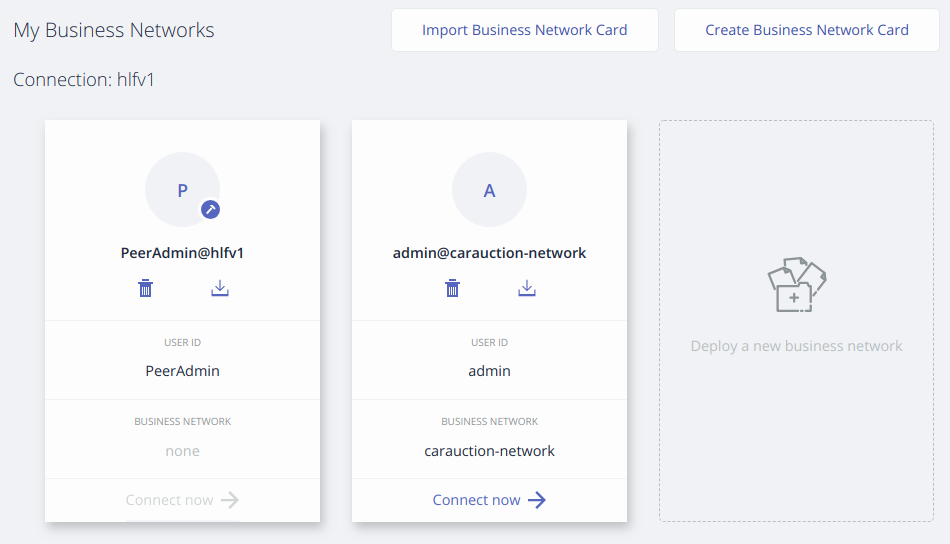 My Business Networks
Import Business Network Card
Create Business Network Card
Connection: hlfv1
P
PeerAdmin@hlfv1
USER ID
PeerAdmin
BUSINESS NETWORK
none
Connect now
A
admin@carauction-network
USER ID
admin
BUSINESS NETWORK
carauction-network
Connect now
Deploy a new business network